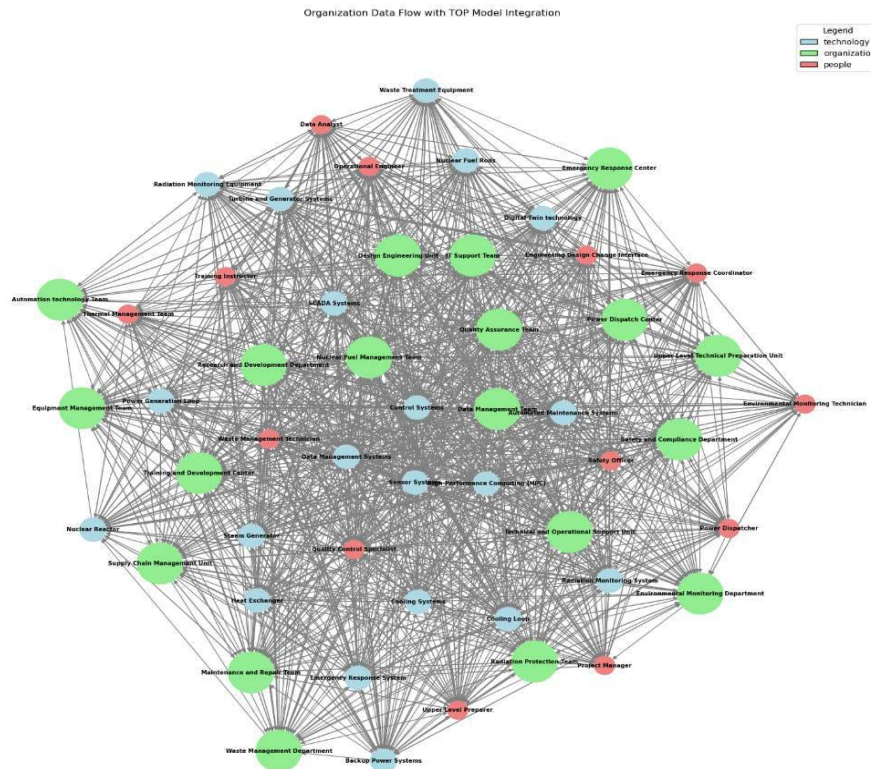 Organization Data Flow with TOP Model Integration
Legend
technology
organizatio
people
Waste Treatment Equipment
Data Analyst
Operational Engineer
Nuclear Fuel Rods
Emergency Response Center
Radiation Monitoring Equipment
Turbine and Generator Systems
Digital Twin technology
Design Engineering Unit
IT Support Team
Engineering Design Change Interface
Training Instructor
Emergency Response Coordinator
Automation technology Team
SCADA Systems
Thermal Management Team
Power Dispatch Center
Quality Assurance Team
Research and Development Department
Nuclear Fuel Management Team
Upper Level Technical Preparation Unit
Equipment Management Team
Power Generation Loop
Control Systems
Data Management Team
Automatic Maintenance System
Environmental Monitoring Technician
Waste Management Technician
Safety and Compliance Department
Data Management Systems
Safety Officer
Training and Development Center
Sensor Systems
High-Performance Computing (HPC)
Nuclear Reactor
Steam Generator
Technical and Operational Support Unit
Power Dispatcher
Quality Control Specialist
Supply Chain Management Unit
Radiation Monitoring System
Environmental Monitoring Department
Heat Exchanger
Cooling Systems
Cooling Loop
Maintenance and Repair Team
Emergency Response System
Radiation Protection Team
Project Manager
Upper Level Preparer
Waste Management Department
Backup Power Systems